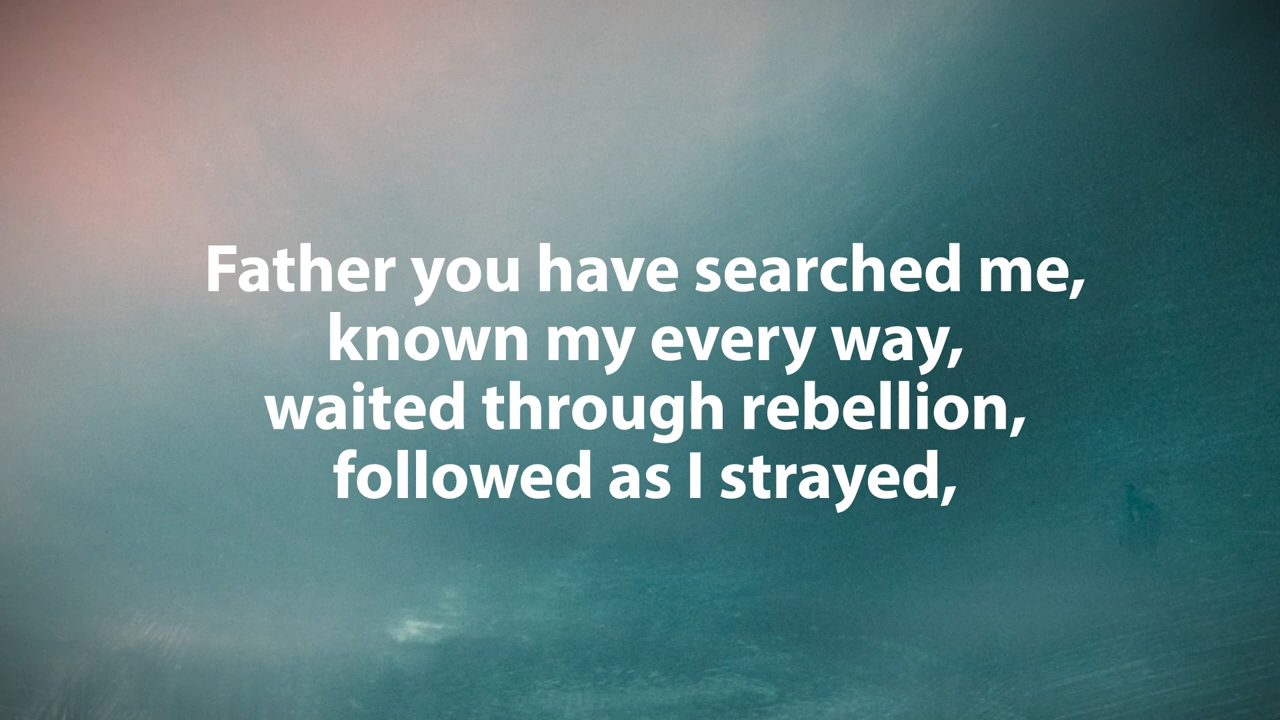 Father you have searched me,
known my every way,
waited through rebellion,
followed as I strayed,